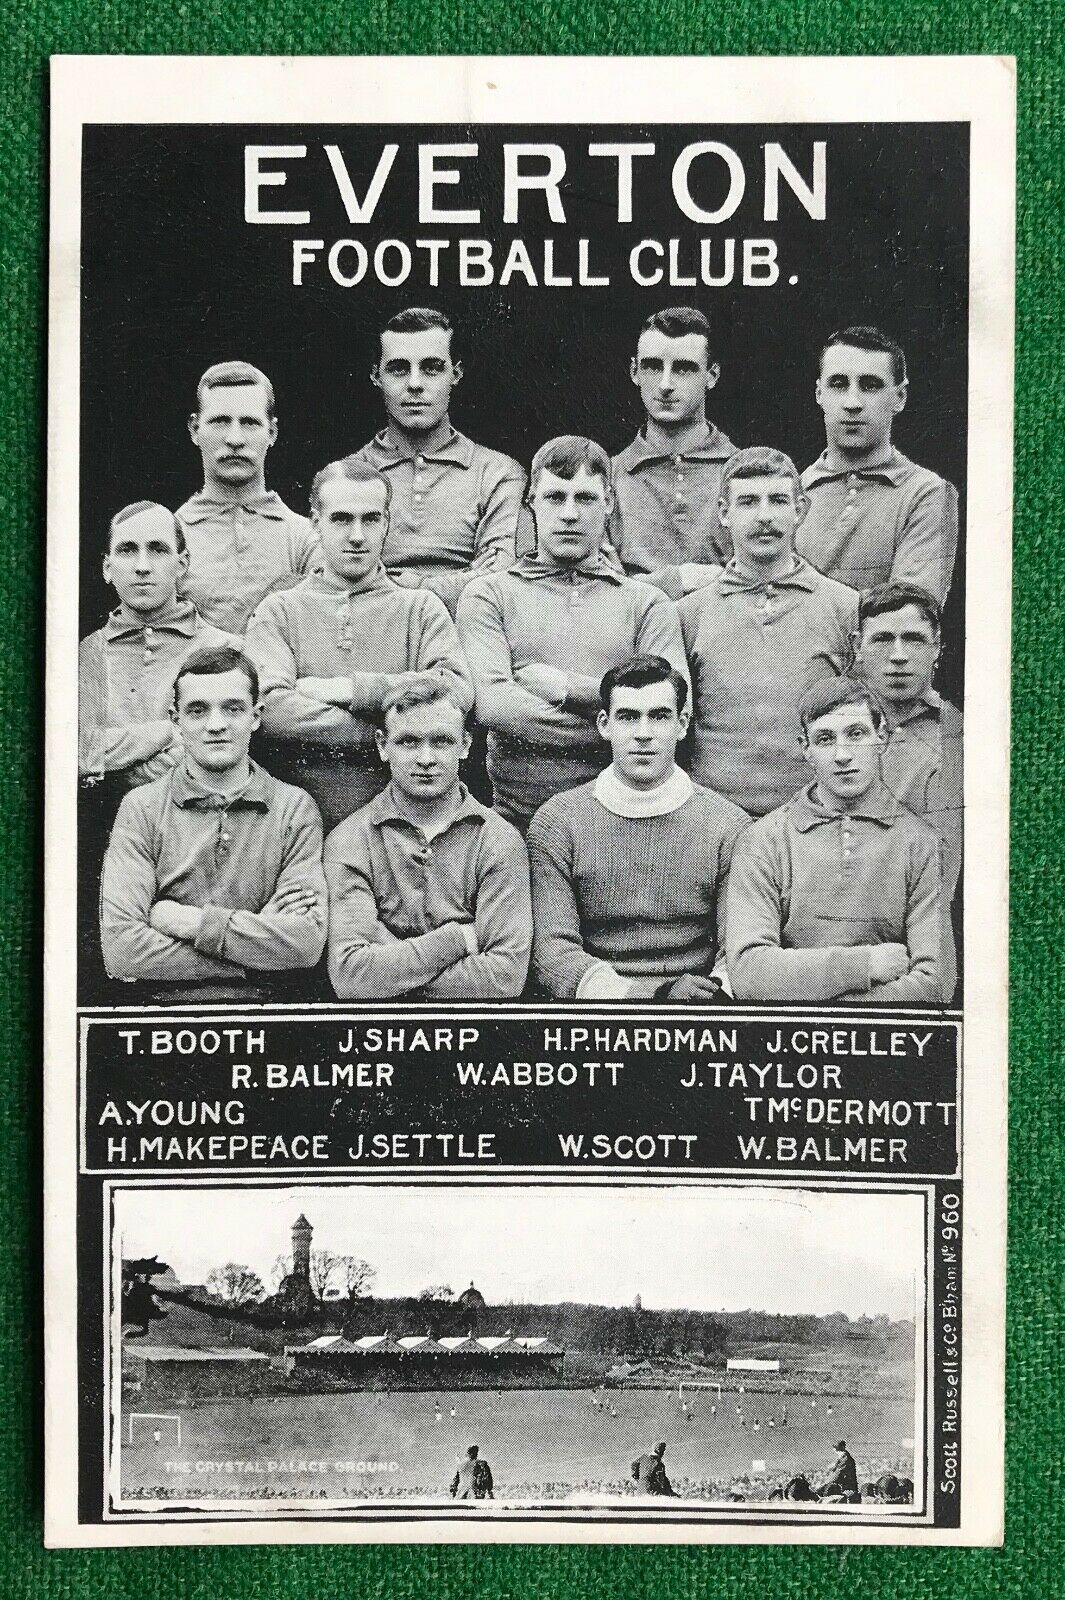 EVERTON
FOOTBALL CLUB.
T. BOOTH J. SHARP H.P. HARDMAN J. CRELLEY
R. BALMER W. ABBOTT J. TAYLOR
A. YOUNG T McDERMOTT
H. MAKEPEACE J. SETTLE W. SCOTT W. BALMER
THE CRYSTAL PALACE GROUND.
Scott Russell & Co B'ham No 960